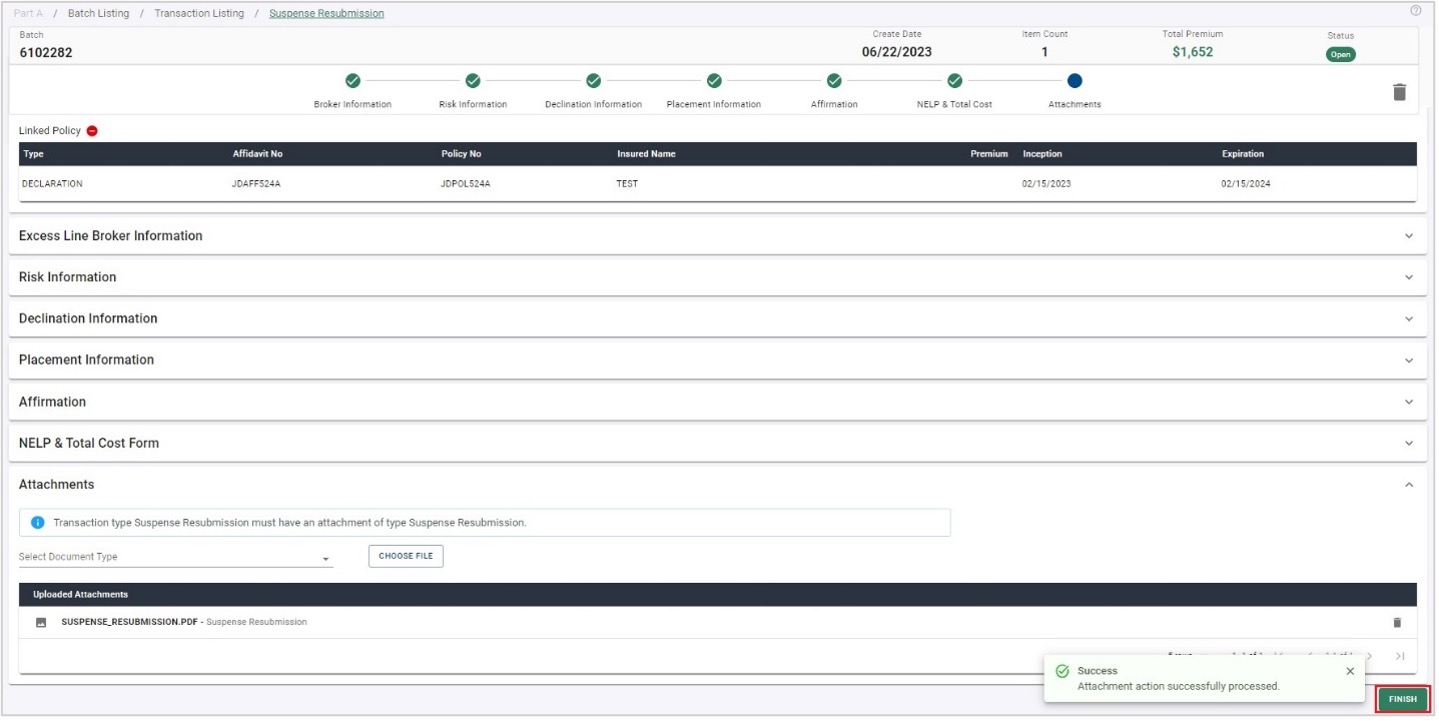 Part A / Batch Listing / Transaction Listing / Suspense Resubmission
Batch Create Date Item Count Total Premium Status
6102282 06/22/2023 1 $1,652 Open
Broker Information Risk Information Declination Information Placement Information Affirmation NELP & Total Cost Attachments
Linked Policy
Type Affidavit No Policy No Insured Name Premium Inception Expiration
DECLARATION JDAFF524A JDPOL524A TEST 02/15/2023 02/15/2024
Excess Line Broker Information
Risk Information
Declination Information
Placement Information
Affirmation
NELP & Total Cost Form
Attachments
Transaction type Suspense Resubmission must have an attachment of type Suspense Resubmission.
Select Document Type CHOOSE FILE
Uploaded Attachments
SUSPENSE_RESUBMISSION.PDF - Suspense Resubmission
Success
Attachment action successfully processed.
FINISH